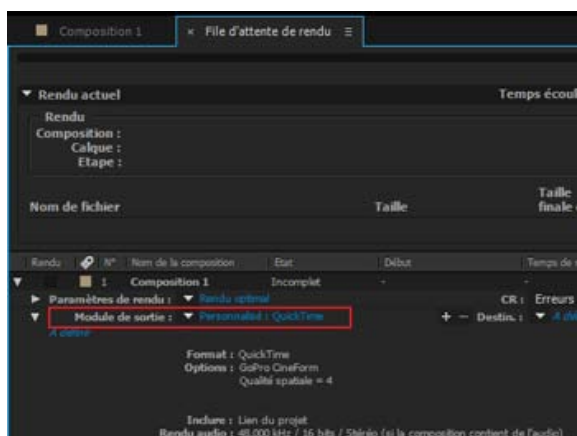 Composition 1
× File d'attente de rendu ≡
Rendu actuel
Temps écoul
Rendu
Composition :
Calque :
Etape :
Nom de fichier
Taille
Taille
finale
Rendu N° Nom de la composition Etat Début Temps de
1 Composition 1 Incomplet - -
Paramètres de rendu : Rendu optimal CR : Erreurs
Module de sortie : Personnalisé : QuickTime + − Destin. :
A définir
Format : QuickTime
Options : GoPro CineForm
Qualité spatiale = 4
Inclure : Lien du projet
Rendu audio : 48,000 kHz / 16 bits / Stéréo (si la composition contient de l'audio)